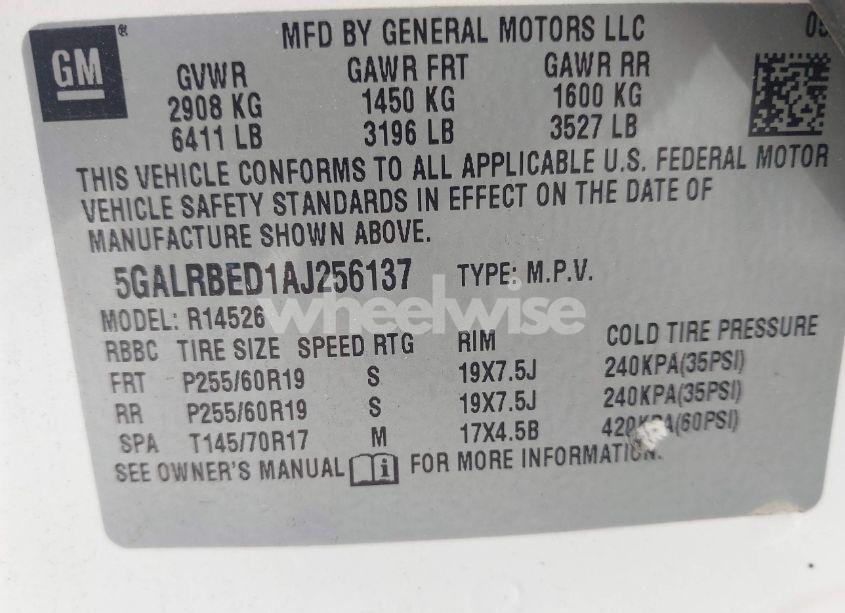 GM
®
MFD BY GENERAL MOTORS LLC
GVWR GAWR FRT GAWR RR
2908 KG 1450 KG 1600 KG
6411 LB 3196 LB 3527 LB
THIS VEHICLE CONFORMS TO ALL APPLICABLE U.S. FEDERAL MOTOR
VEHICLE SAFETY STANDARDS IN EFFECT ON THE DATE OF
MANUFACTURE SHOWN ABOVE.
5GALRBED1AJ256137 TYPE: M.P.V.
wheelwise
MODEL: R14526
RBBC TIRE SIZE SPEED RTG RIM COLD TIRE PRESSURE
FRT P255/60R19 S 19X7.5J 240KPA(35PSI)
RR P255/60R19 S 19X7.5J 240KPA(35PSI)
SPA T145/70R17 M 17X4.5B 420KPA(60PSI)
SEE OWNER'S MANUAL i FOR MORE INFORMATION.